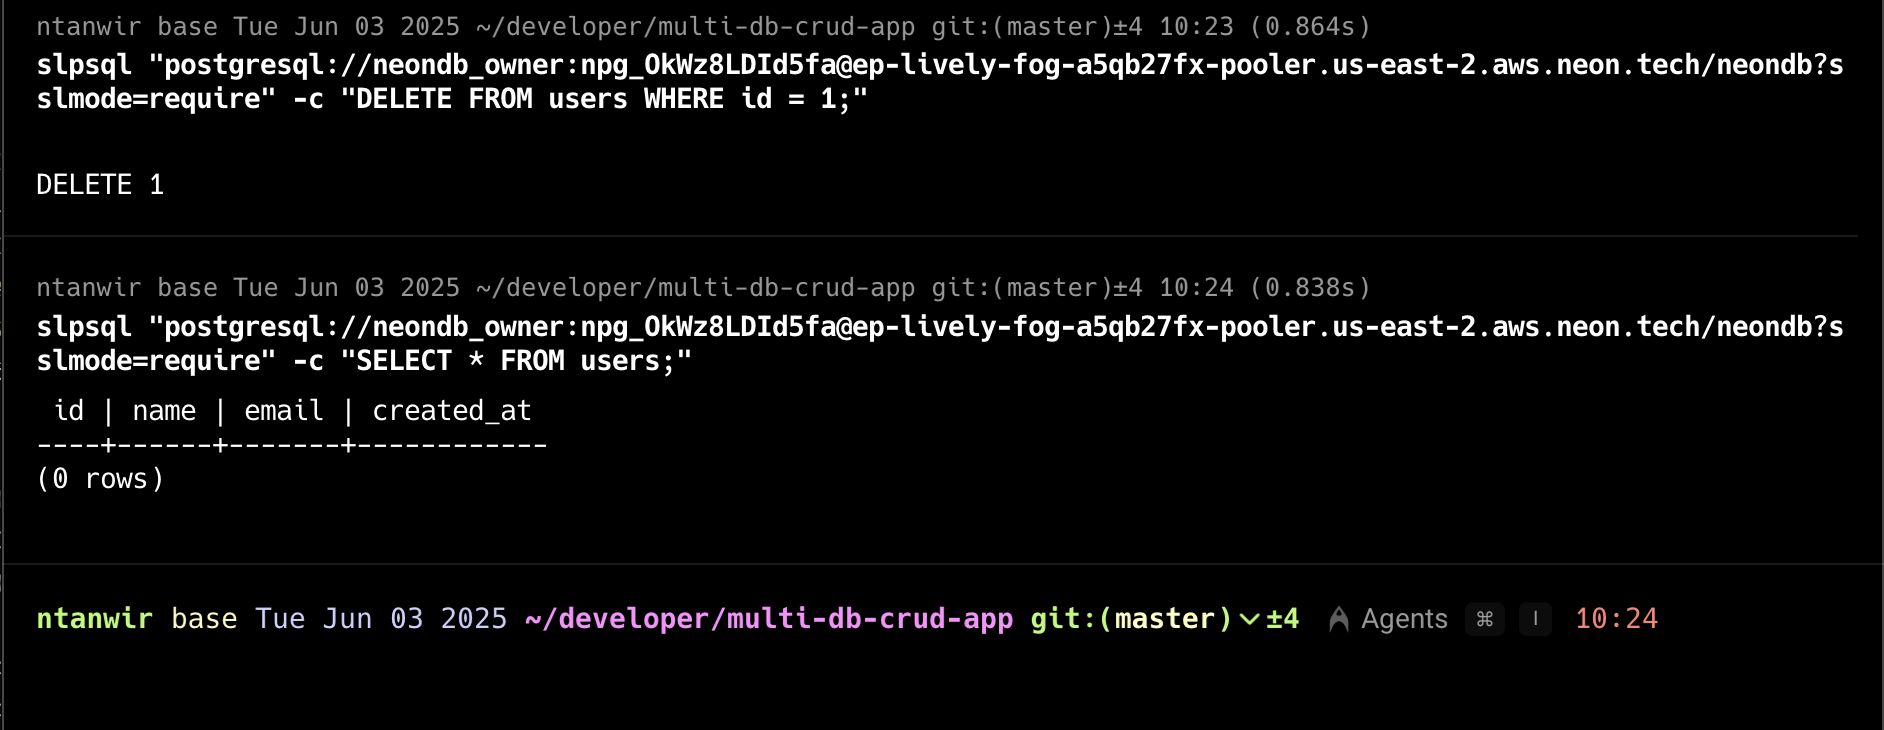 ntanwir base Tue Jun 03 2025 ~/developer/multi-db-crud-app git:(master)±4 10:23 (0.864s)
slpsql "postgresql://neondb_owner:npg_OkWz8LDId5fa@ep-lively-fog-a5qb27fx-pooler.us-east-2.aws.neon.tech/neondb?s
slmode=require" -c "DELETE FROM users WHERE id = 1;"
DELETE 1
ntanwir base Tue Jun 03 2025 ~/developer/multi-db-crud-app git:(master)±4 10:24 (0.838s)
slpsql "postgresql://neondb_owner:npg_OkWz8LDId5fa@ep-lively-fog-a5qb27fx-pooler.us-east-2.aws.neon.tech/neondb?s
slmode=require" -c "SELECT * FROM users;"
 id | name | email | created_at
----+------+-------+------------
(0 rows)
ntanwir base Tue Jun 03 2025 ~/developer/multi-db-crud-app git:(master)⌄±4 Agents ⌘ I 10:24